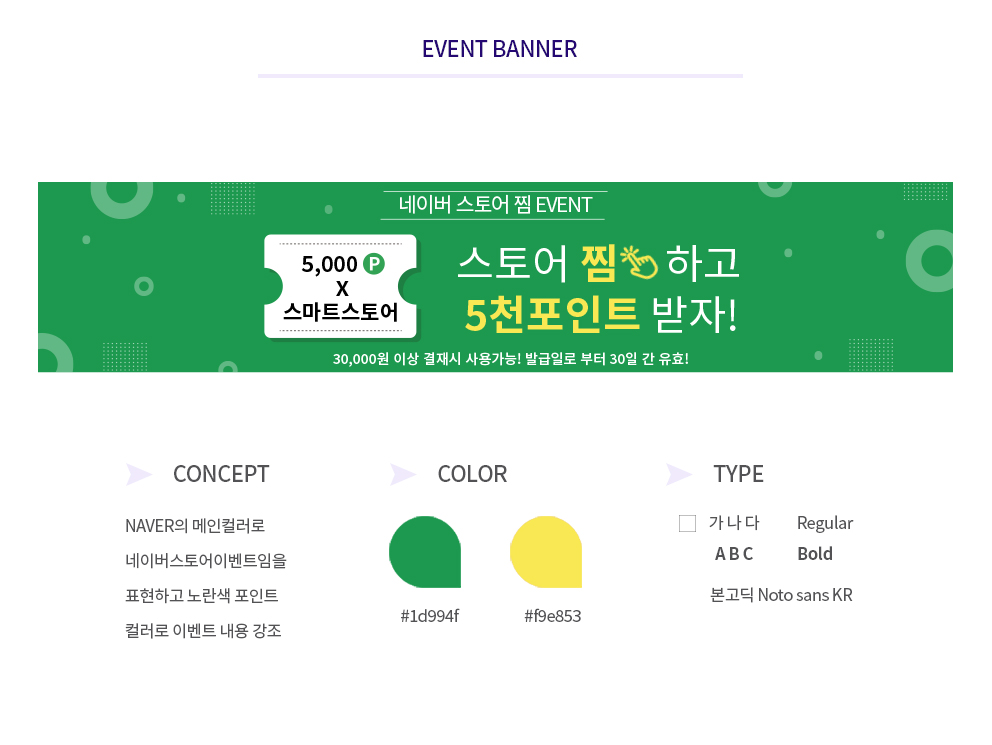 EVENT BANNER
네이버 스토어 찜 EVENT
5,000 P
X
스마트스토어
스토어 찜 하고
5천포인트 받자!
30,000원 이상 결재시 사용가능! 발급일로 부터 30일 간 유효!
CONCEPT
NAVER의 메인컬러로
네이버스토어이벤트임을
표현하고 노란색 포인트
컬러로 이벤트 내용 강조
COLOR
#1d994f
#f9e853
TYPE
가 나 다 Regular
A B C Bold
본고딕 Noto sans KR